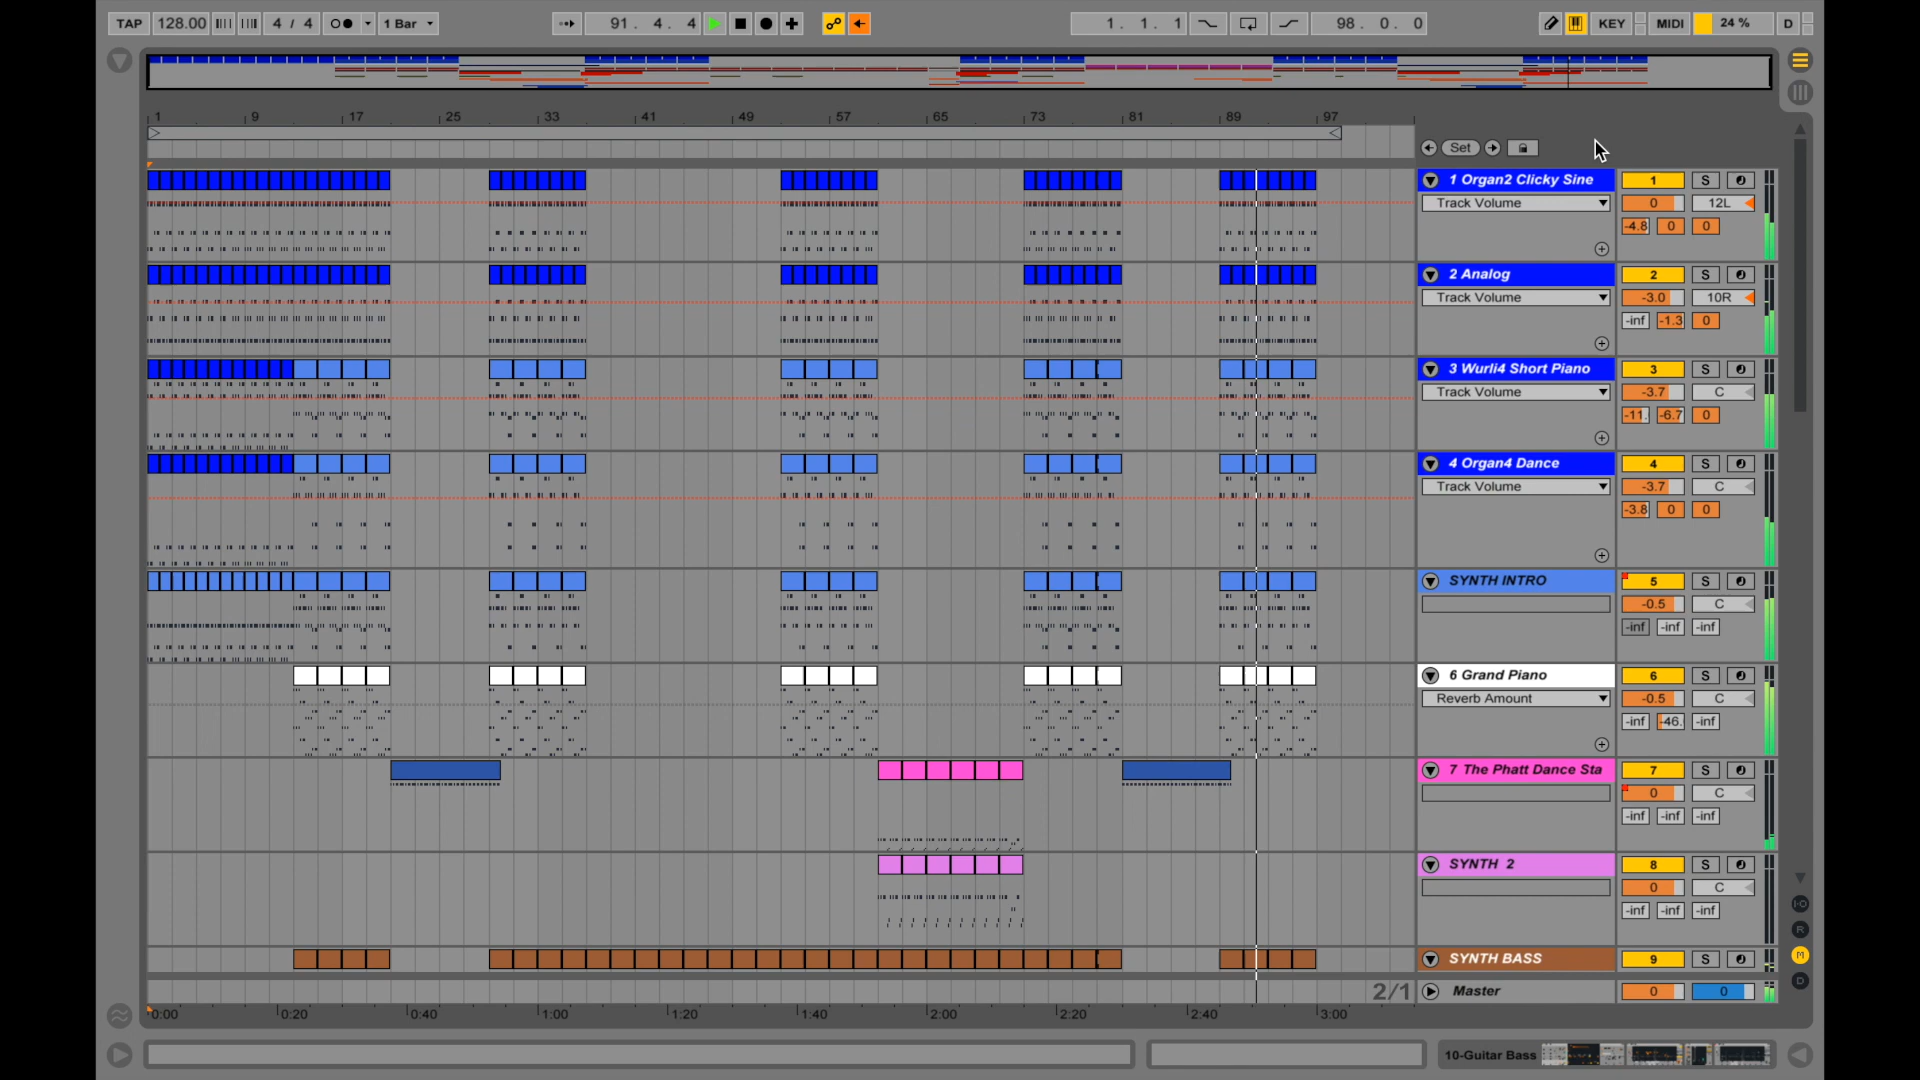 TAP 128.00 4 / 4 1 Bar 91. 4. 4 1. 1. 1 98. 0. 0 KEY MIDI 24 % D
1 9 17 25 33 41 49 57 65 73 81 89 97
Set
1 Organ2 Clicky Sine 1 S
Track Volume 0 12L
-4.8 0 0
2 Analog 2 S
Track Volume -3.0 10R
-inf -1.3 0
3 Wurli4 Short Piano 3 S
Track Volume -3.7 C
-11. -6.7 0
4 Organ4 Dance 4 S
Track Volume -3.7 C
-3.8 0 0
SYNTH INTRO 5 S
-0.5 C
-inf -inf -inf
6 Grand Piano 6 S
Reverb Amount -0.5 C
-inf -46. -inf
7 The Phatt Dance Sta 7 S
0 C
-inf -inf -inf
SYNTH 2 8 S
0 C
-inf -inf -inf
I·O
R
SYNTH BASS 9 S
M
D
2/1 Master 0 0
0:00 0:20 0:40 1:00 1:20 1:40 2:00 2:20 2:40 3:00
10-Guitar Bass